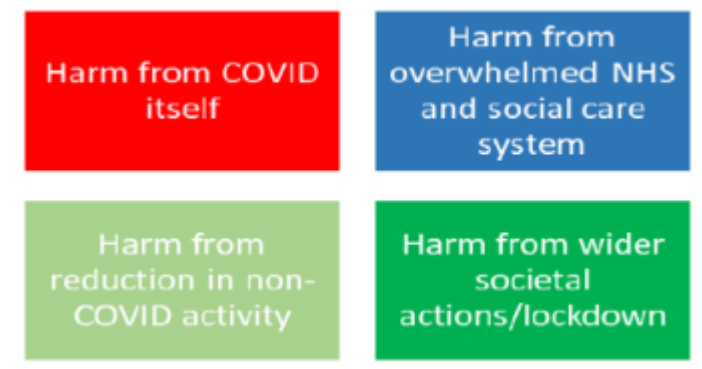 Harm from COVID
itself
Harm from
overwhelmed NHS
and social care
system
Harm from
reduction in non-
COVID activity
Harm from wider
societal
actions/lockdown